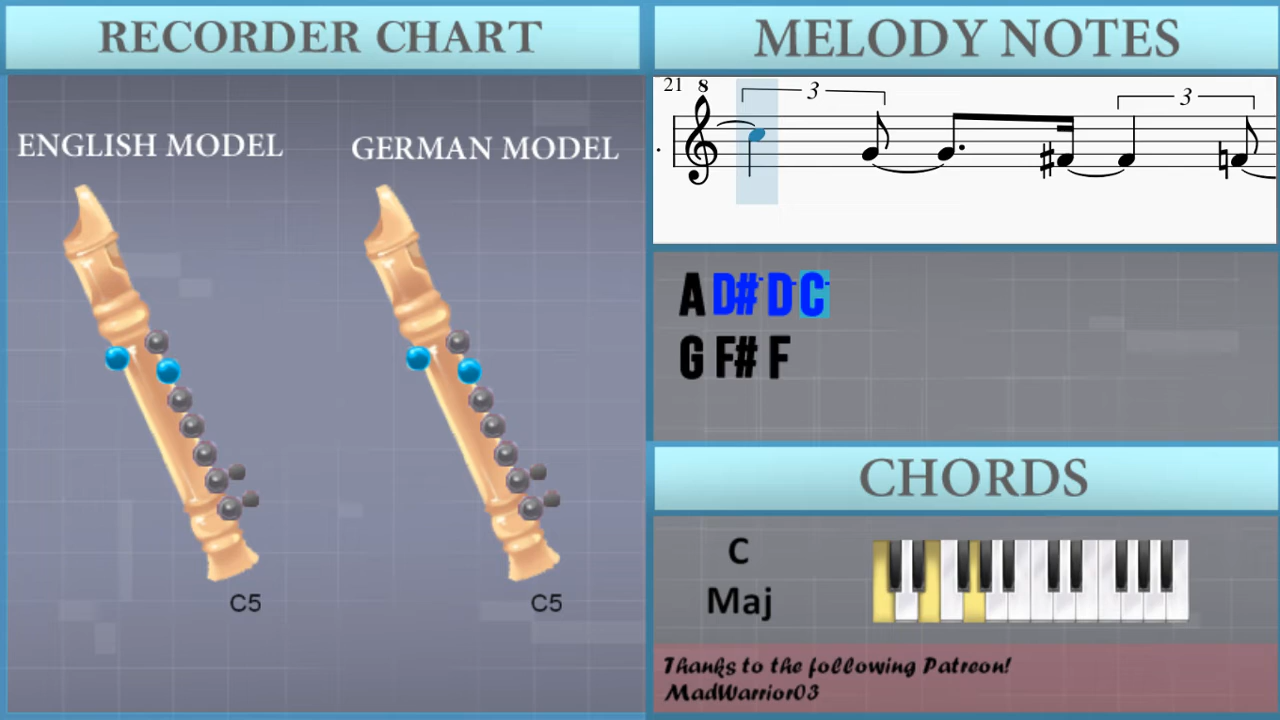 RECORDER CHART
ENGLISH MODEL
GERMAN MODEL
C5
C5
MELODY NOTES
21
8
3
3
A D#- D- C-
G F# F
CHORDS
C
Maj
Thanks to the following Patreon!
MadWarrior03